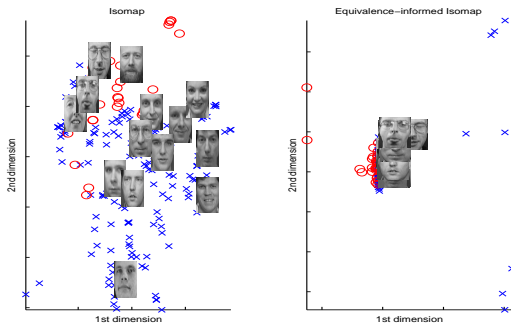 Isomap
2nd dimension
1st dimension
Equivalence−informed Isomap
2nd dimension
1st dimension